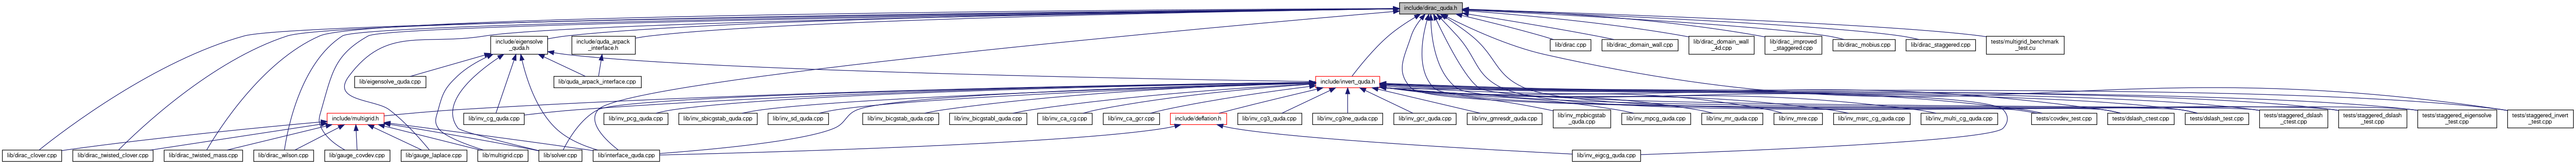 include/dirac_quda.h
include/eigensolve
_quda.h
include/quda_arpack
_interface.h
lib/dirac.cpp
lib/dirac_domain_wall.cpp
lib/dirac_domain_wall
_4d.cpp
lib/dirac_improved
_staggered.cpp
lib/dirac_mobius.cpp
lib/dirac_staggered.cpp
tests/multigrid_benchmark
_test.cu
lib/eigensolve_quda.cpp
lib/quda_arpack_interface.cpp
include/invert_quda.h
include/multigrid.h
lib/inv_cg_quda.cpp
lib/inv_pcg_quda.cpp
lib/inv_sbicgstab_quda.cpp
lib/inv_sd_quda.cpp
lib/inv_bicgstab_quda.cpp
lib/inv_bicgstabl_quda.cpp
lib/inv_ca_cg.cpp
lib/inv_ca_gcr.cpp
include/deflation.h
lib/inv_cg3_quda.cpp
lib/inv_cg3ne_quda.cpp
lib/inv_gcr_quda.cpp
lib/inv_gmresdr_quda.cpp
lib/inv_mpbicgstab
_quda.cpp
lib/inv_mpcg_quda.cpp
lib/inv_mr_quda.cpp
lib/inv_mre.cpp
lib/inv_msrc_cg_quda.cpp
lib/inv_multi_cg_quda.cpp
tests/covdev_test.cpp
tests/dslash_ctest.cpp
tests/dslash_test.cpp
tests/staggered_dslash
_ctest.cpp
tests/staggered_dslash
_test.cpp
tests/staggered_eigensolve
_test.cpp
tests/staggered_invert
_test.cpp
lib/dirac_clover.cpp
lib/dirac_twisted_clover.cpp
lib/dirac_twisted_mass.cpp
lib/dirac_wilson.cpp
lib/gauge_covdev.cpp
lib/gauge_laplace.cpp
lib/multigrid.cpp
lib/solver.cpp
lib/interface_quda.cpp
lib/inv_eigcg_quda.cpp